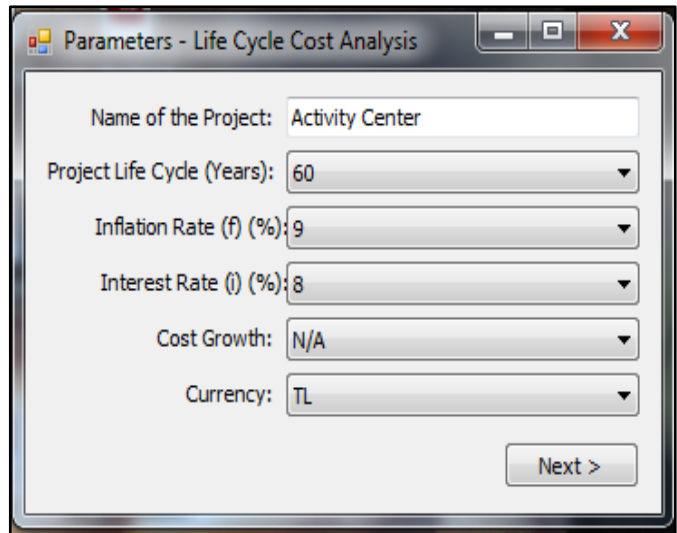 Parameters - Life Cycle Cost Analysis
Name of the Project: Activity Center
Project Life Cycle (Years): 60
Inflation Rate (f) (%): 9
Interest Rate (i) (%): 8
Cost Growth: N/A
Currency: TL
Next >